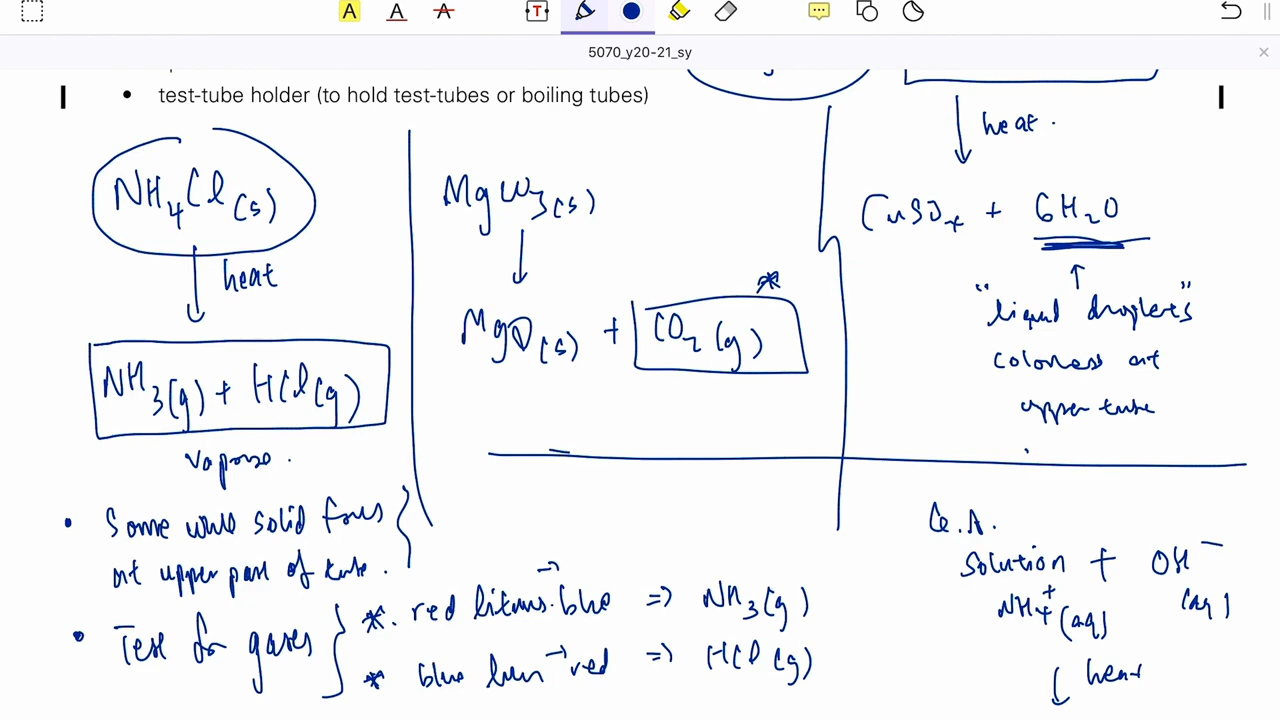 A A A T
5070_y20-21_sy
• test-tube holder (to hold test-tubes or boiling tubes)
heat.
NH4Cl(s)
heat
NH3(g) + HCl(g)
vaporise.
• Some white solid forms
at upper part of tube.
• Test for gases
*. red litmus → blue => NH3(g)
* blue litmus → red => HCl(g)
MgCO3(s)
MgO(s) + CO2(g) *
CuSO4 + 6H2O
"liquid droplets"
colorless at
upper tube
Q.A.
Solution + OH⁻
NH4+(aq) (aq)
heat